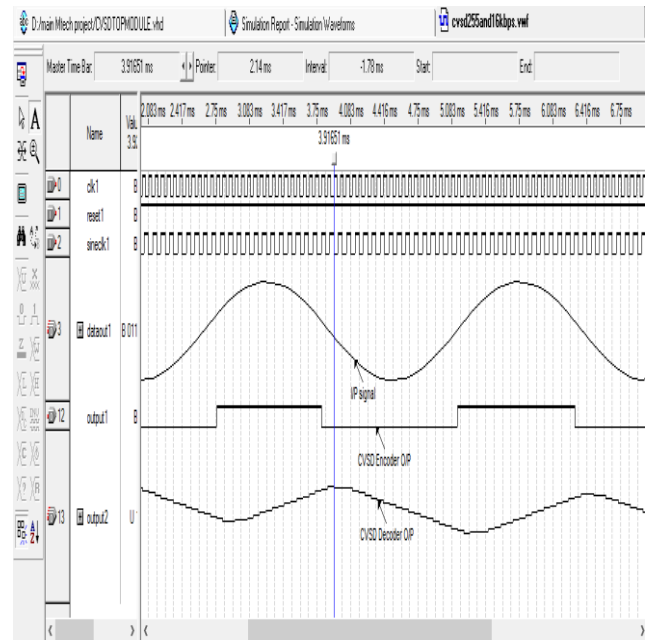 D:/main Mtech project/CVSDTOPMODULE.vhd
Simulation Report - Simulation Waveforms
cvsd255and16kbps.vwf
Master Time Bar: 3.91651 ms Pointer: 2.14 ms Interval: -1.78 ms Start: End:
Name
Valu
3.92
2.083 ms 2.417 ms 2.75 ms 3.083 ms 3.417 ms 3.75 ms 4.083 ms 4.416 ms 4.75 ms 5.083 ms 5.416 ms 5.75 ms 6.083 ms 6.416 ms 6.75 ms
3.91651 ms
0 clk1 B
1 reset1 B
2 sineclk1 B
3 dataout1 B 011
I/P signal
12 output1 B
CVSD Encoder O/P
13 output2 U
CVSD Decoder O/P